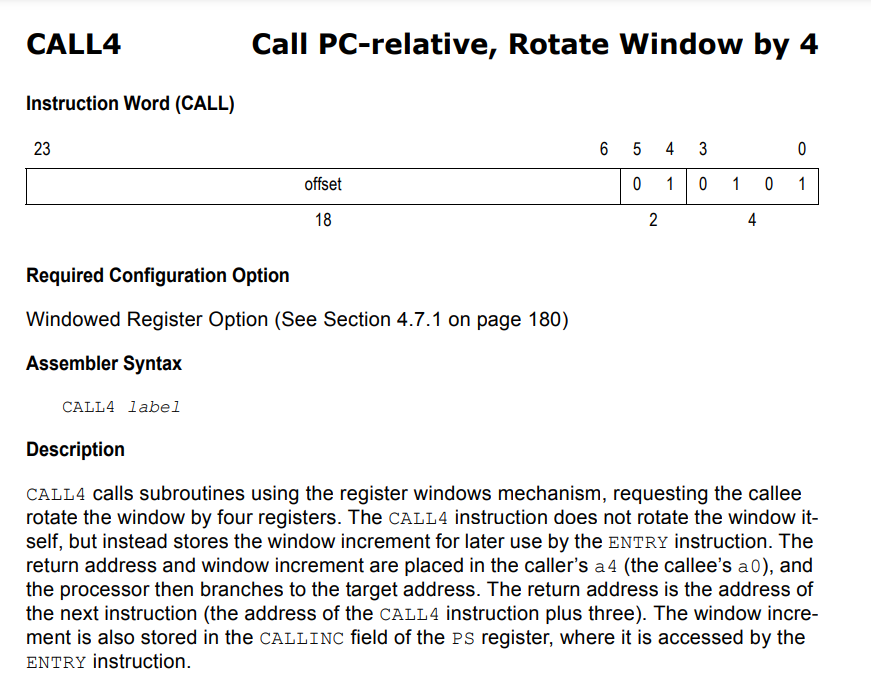 CALL4 Call PC-relative, Rotate Window by 4
Instruction Word (CALL)
23 6 5 4 3 0
offset 0 1 0 1 0 1
18 2 4
Required Configuration Option
Windowed Register Option (See Section 4.7.1 on page 180)
Assembler Syntax
CALL4 label
Description
CALL4 calls subroutines using the register windows mechanism, requesting the callee
rotate the window by four registers. The CALL4 instruction does not rotate the window it-
self, but instead stores the window increment for later use by the ENTRY instruction. The
return address and window increment are placed in the caller's a4 (the callee's a0), and
the processor then branches to the target address. The return address is the address of
the next instruction (the address of the CALL4 instruction plus three). The window incre-
ment is also stored in the CALLINC field of the PS register, where it is accessed by the
ENTRY instruction.